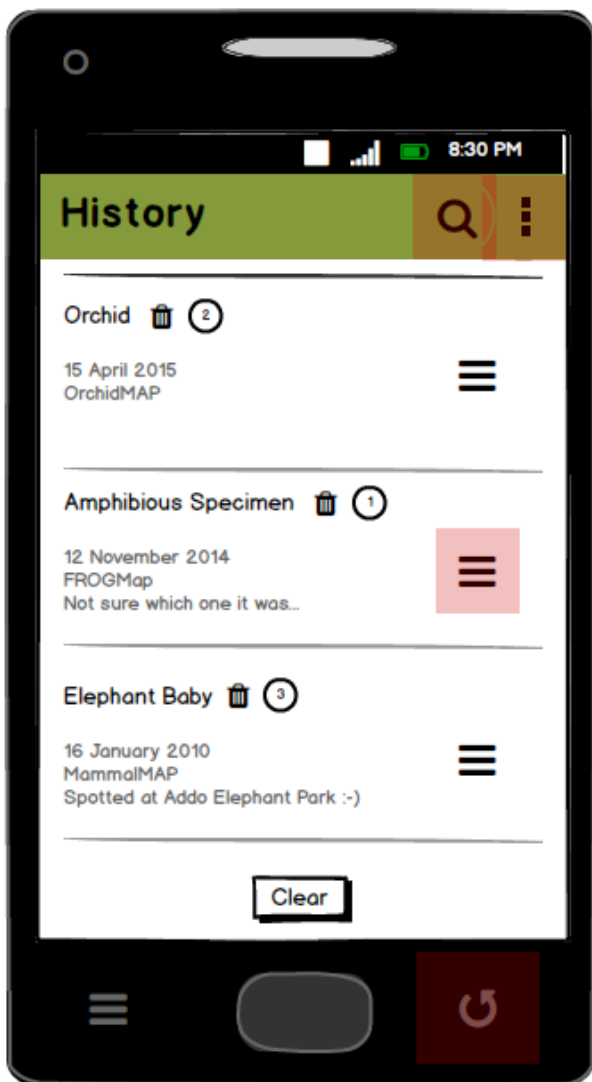 8:30 PM
History
Orchid 2
15 April 2015
OrchidMAP
Amphibious Specimen 1
12 November 2014
FROGMap
Not sure which one it was...
Elephant Baby 3
16 January 2010
MammalMAP
Spotted at Addo Elephant Park :-)
Clear